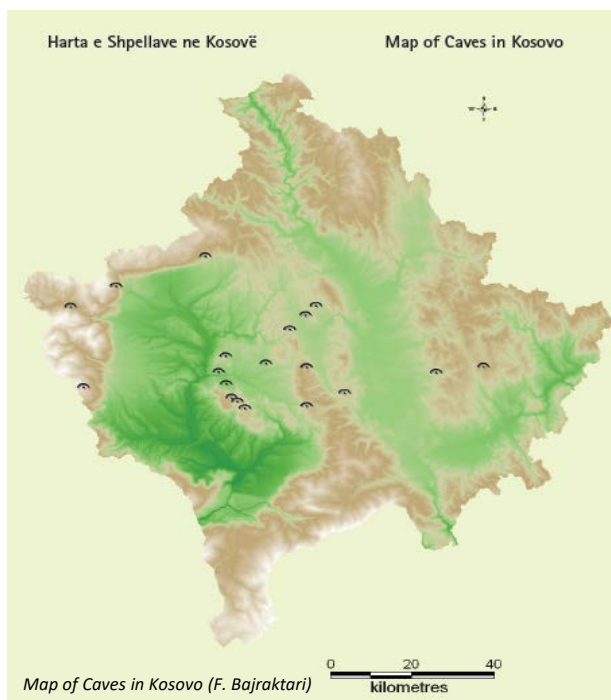 Harta e Shpellave ne Kosovë Map of Caves in Kosovo
N
W E
S
Map of Caves in Kosovo (F. Bajraktari)
0 20 40
kilometres